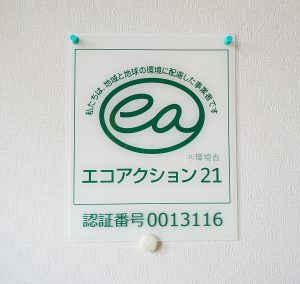 私たちは、地域と地球の環境に配慮した事業者です
ea
®環境省
エコアクション21
認証番号0013116